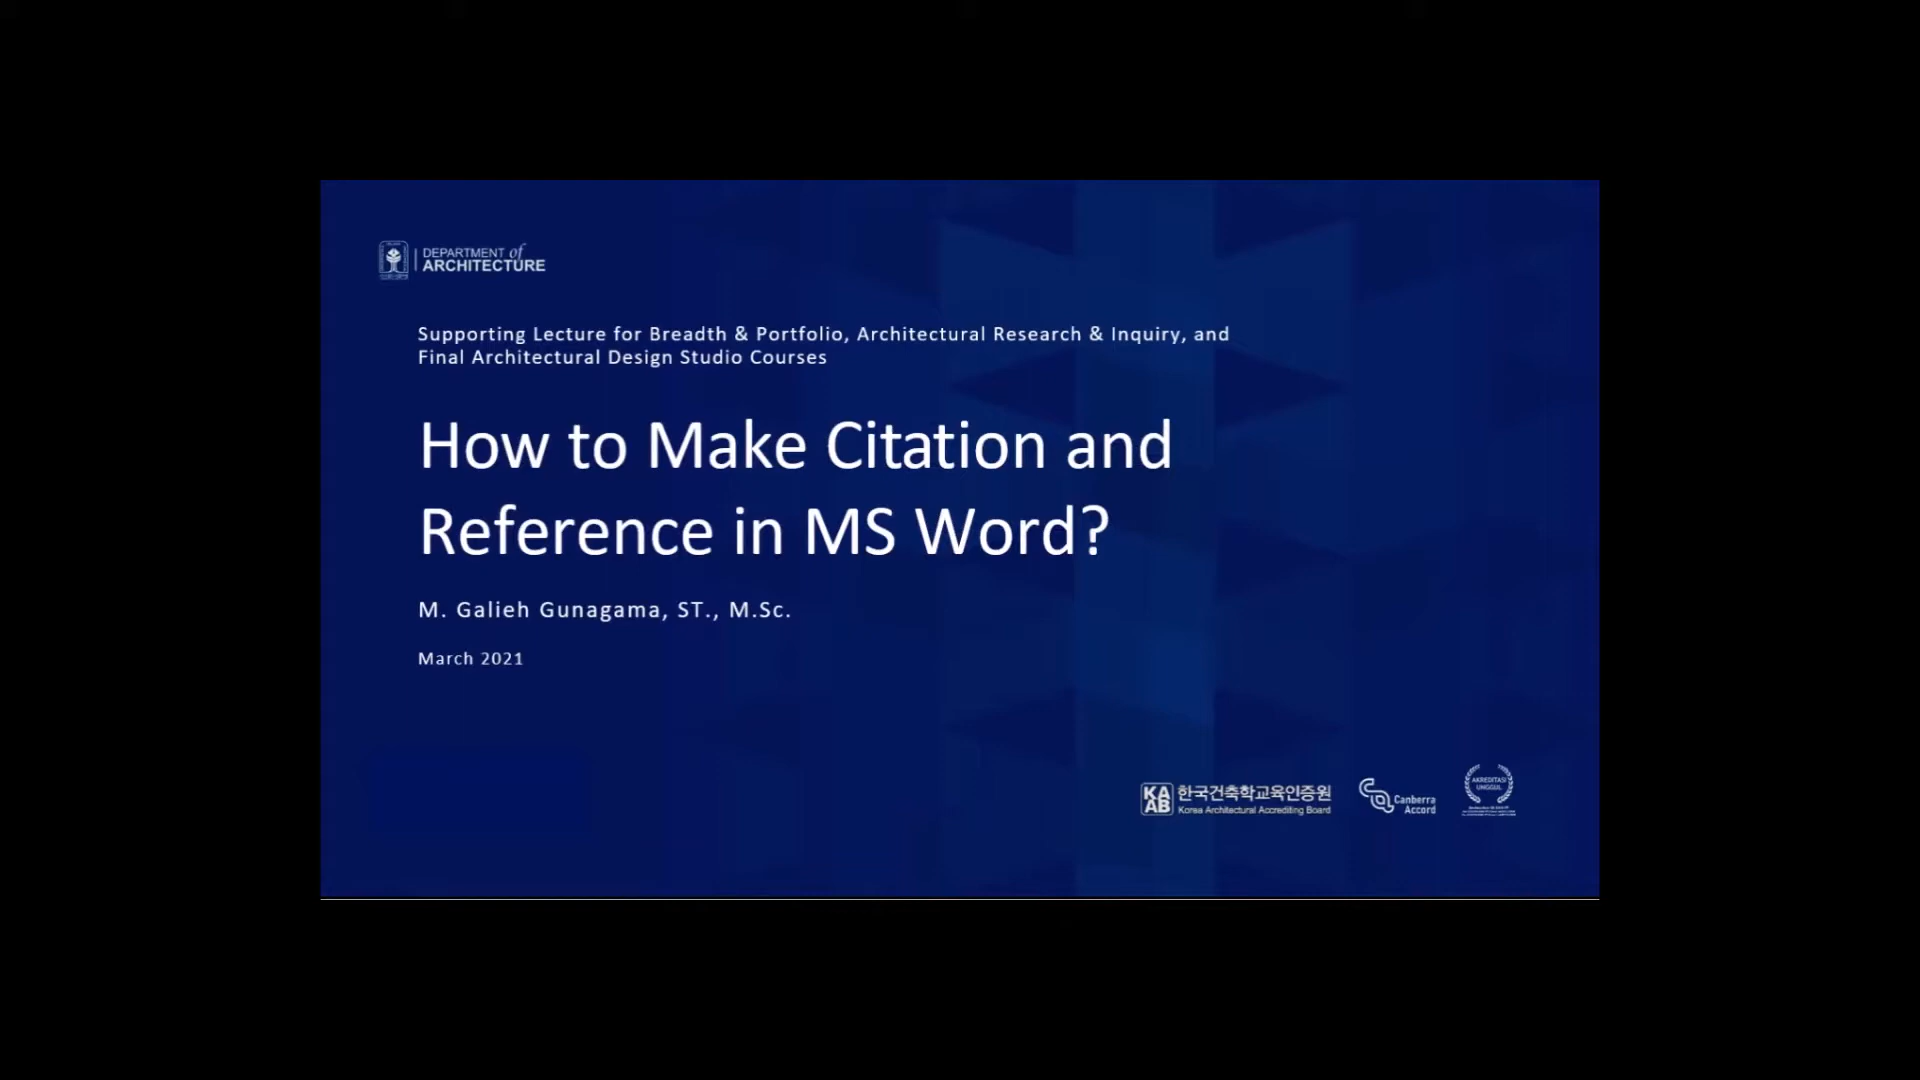 DEPARTMENT of
ARCHITECTURE
Supporting Lecture for Breadth & Portfolio, Architectural Research & Inquiry, and
Final Architectural Design Studio Courses
How to Make Citation and
Reference in MS Word?
M. Galieh Gunagama, ST., M.Sc.
March 2021
KA
AB
한국건축학교육인증원
Korea Architectural Accrediting Board
Canberra
Accord
AKREDITASI
UNGGUL